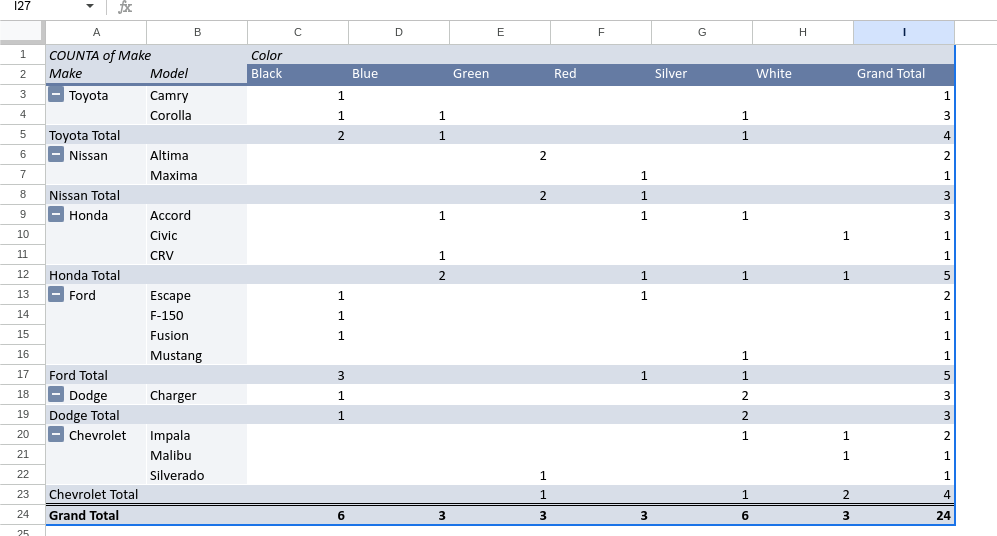 I27 fx
A B C D E F G H I
1 COUNTA of Make Color
2 Make Model Black Blue Green Red Silver White Grand Total
3 Toyota Camry 1 1
4 Corolla 1 1 1 3
5 Toyota Total 2 1 1 4
6 Nissan Altima 2 2
7 Maxima 1 1
8 Nissan Total 2 1 3
9 Honda Accord 1 1 1 3
10 Civic 1 1
11 CRV 1 1
12 Honda Total 2 1 1 1 5
13 Ford Escape 1 1 2
14 F-150 1 1
15 Fusion 1 1
16 Mustang 1 1
17 Ford Total 3 1 1 5
18 Dodge Charger 1 2 3
19 Dodge Total 1 2 3
20 Chevrolet Impala 1 1 2
21 Malibu 1 1
22 Silverado 1 1
23 Chevrolet Total 1 1 2 4
24 Grand Total 6 3 3 3 6 3 24
25